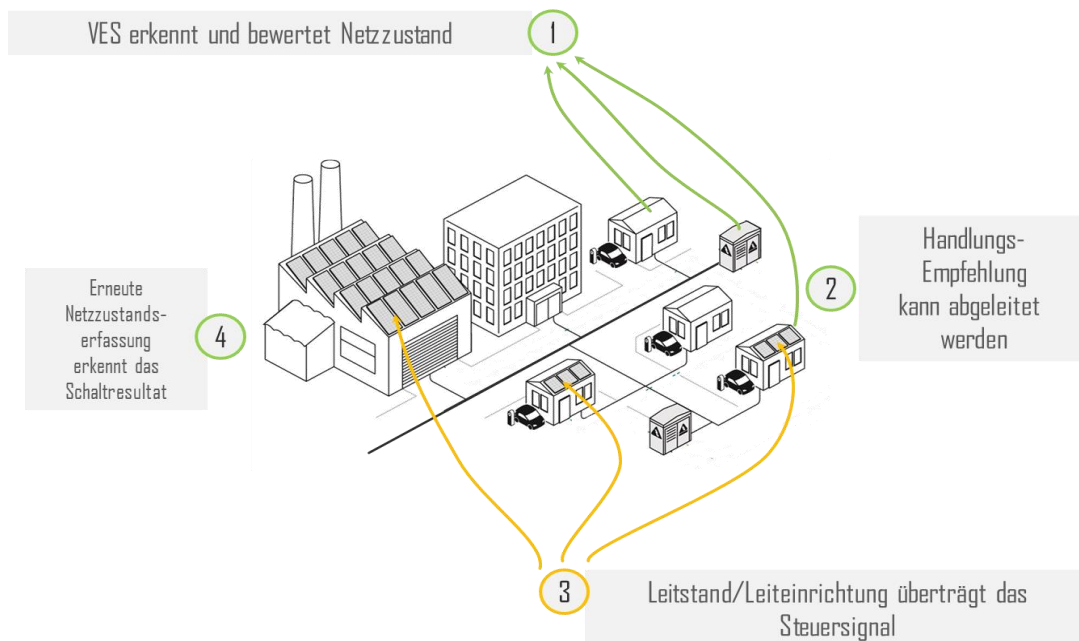 VES erkennt und bewertet Netzzustand
1
Handlungs-
Empfehlung
kann abgeleitet
werden
2
Erneute
Netzzustands-
erfassung
erkennt das
Schaltresultat
4
3
Leitstand/Leiteinrichtung überträgt das
Steuersignal